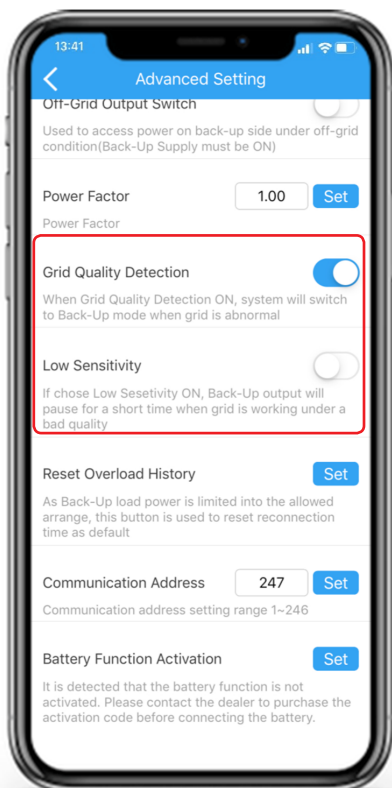 13:41
Advanced Setting
Off-Grid Output Switch
Used to access power on back-up side under off-grid
condition(Back-Up Supply must be ON)
Power Factor 1.00 Set
Power Factor
Grid Quality Detection
When Grid Quality Detection ON, system will switch
to Back-Up mode when grid is abnormal
Low Sensitivity
If chose Low Sesetivity ON, Back-Up output will
pause for a short time when grid is working under a
bad quality
Reset Overload History Set
As Back-Up load power is limited into the allowed
arrange, this button is used to reset reconnection
time as default
Communication Address 247 Set
Communication address setting range 1~246
Battery Function Activation Set
It is detected that the battery function is not
activated. Please contact the dealer to purchase the
activation code before connecting the battery.